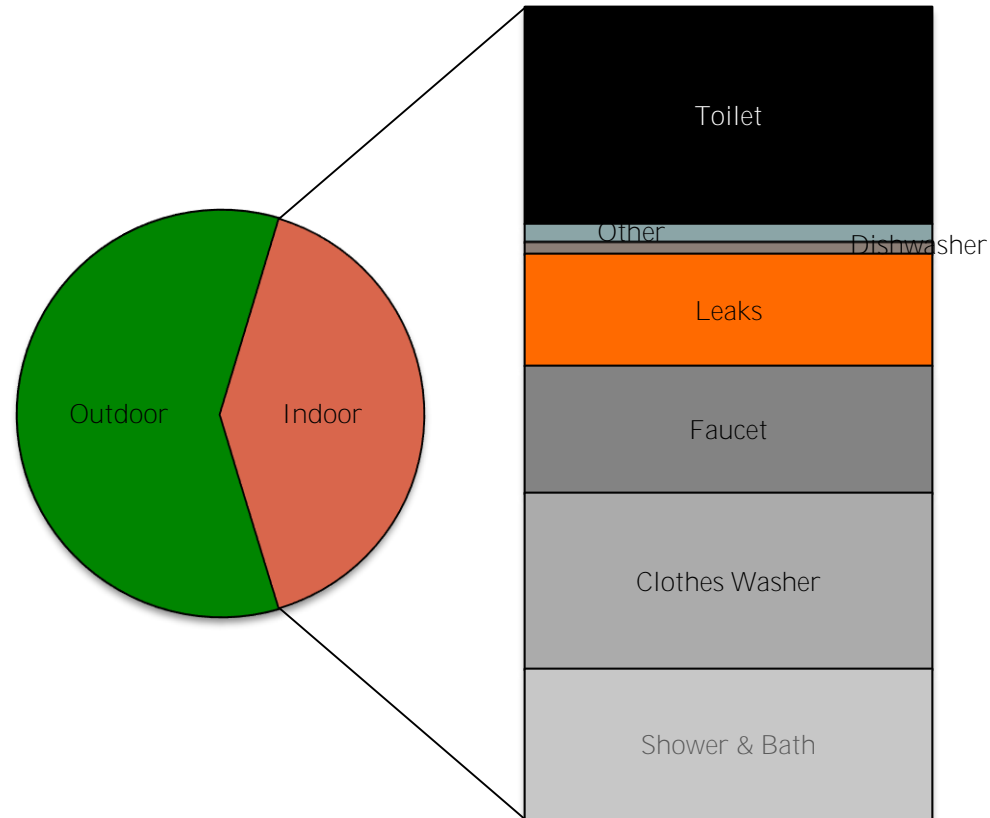 Outdoor
Indoor
Toilet
Other
Dishwasher
Leaks
Faucet
Clothes Washer
Shower & Bath